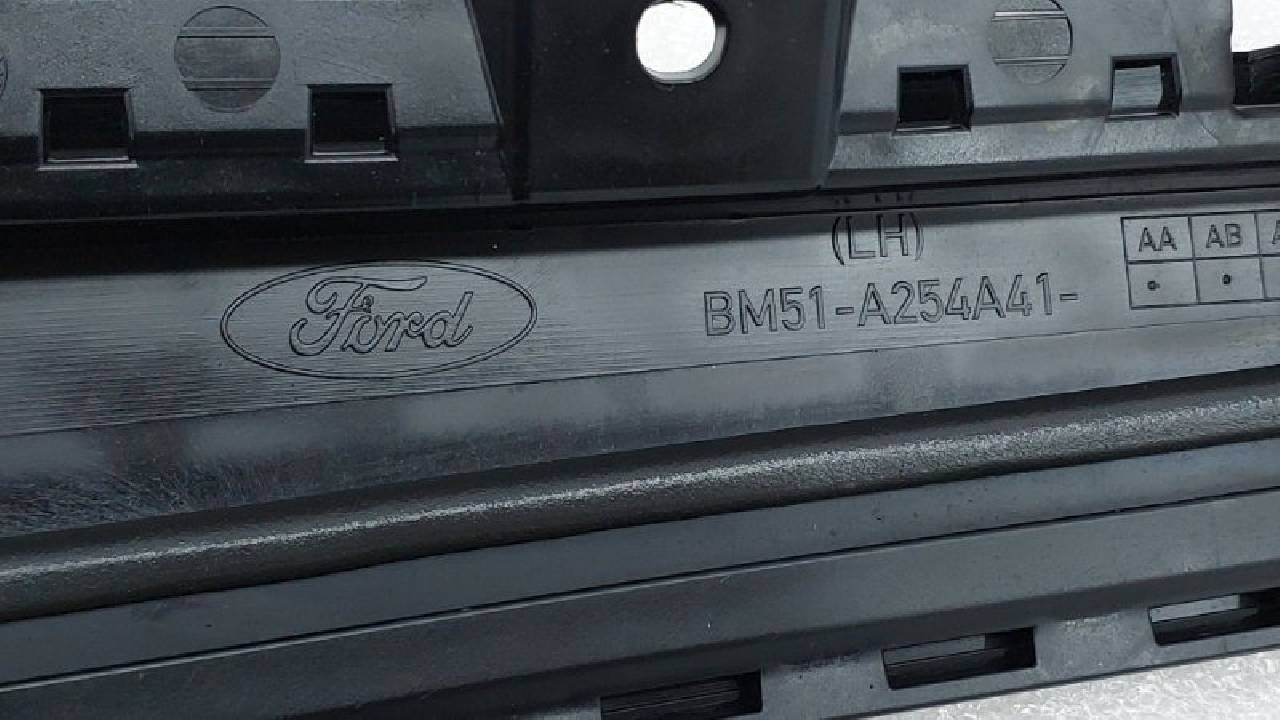 (LH)
Ford
BM51-A254A41-
AA AB